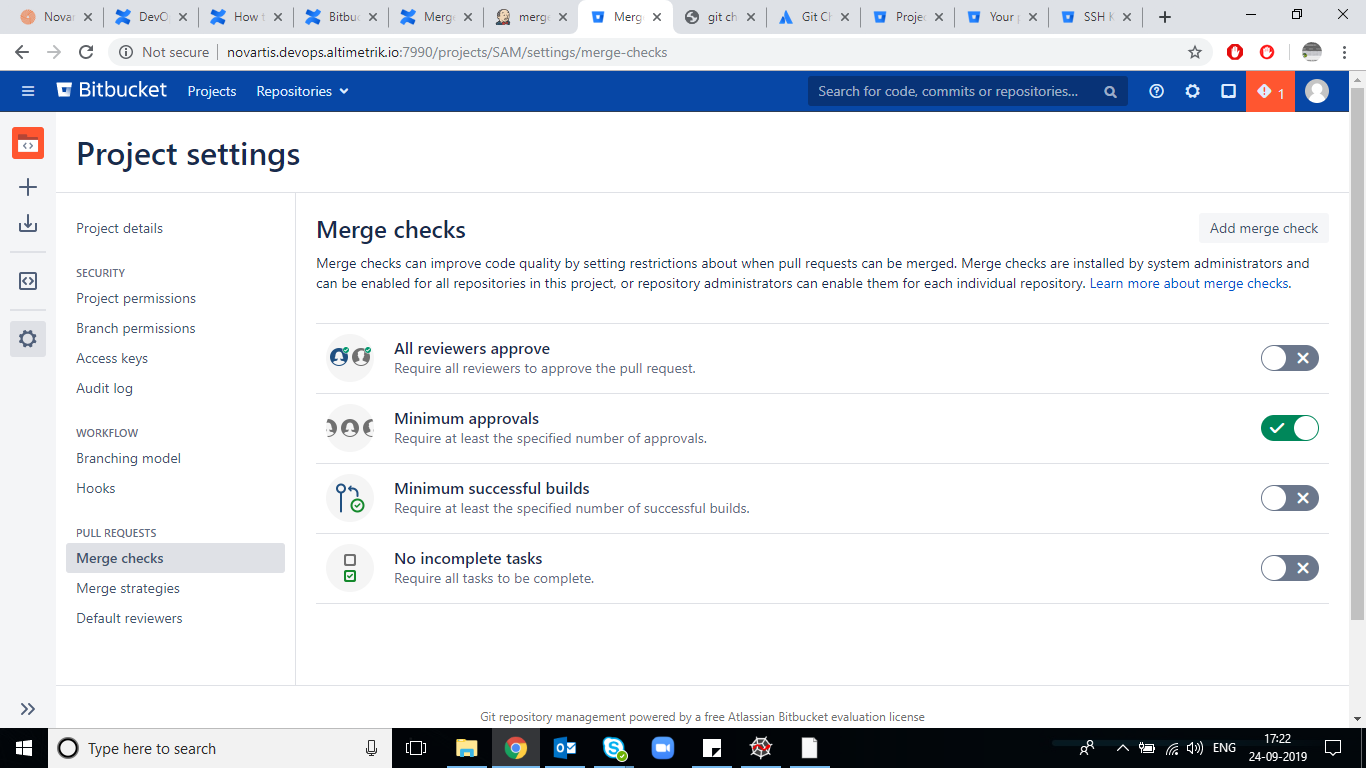 Novar
DevO
How
Bitbu
Merge
merg
Merg
git ch
Git Ch
Projec
Your
SSH K
Not secure
novartis.devops.altimetrik.io:7990/projects/SAM/settings/merge-checks
Bitbucket
Projects
Repositories
Search for code, commits or repositories...
1
Project settings
Project details
SECURITY
Project permissions
Branch permissions
Access keys
Audit log
WORKFLOW
Branching model
Hooks
PULL REQUESTS
Merge checks
Merge strategies
Default reviewers
Merge checks
Add merge check
Merge checks can improve code quality by setting restrictions about when pull requests can be merged. Merge checks are installed by system administrators and
can be enabled for all repositories in this project, or repository administrators can enable them for each individual repository. Learn more about merge checks.
All reviewers approve
Require all reviewers to approve the pull request.
Minimum approvals
Require at least the specified number of approvals.
Minimum successful builds
Require at least the specified number of successful builds.
No incomplete tasks
Require all tasks to be complete.
Git repository management powered by a free Atlassian Bitbucket evaluation license
Type here to search
ENG
17:22
24-09-2019